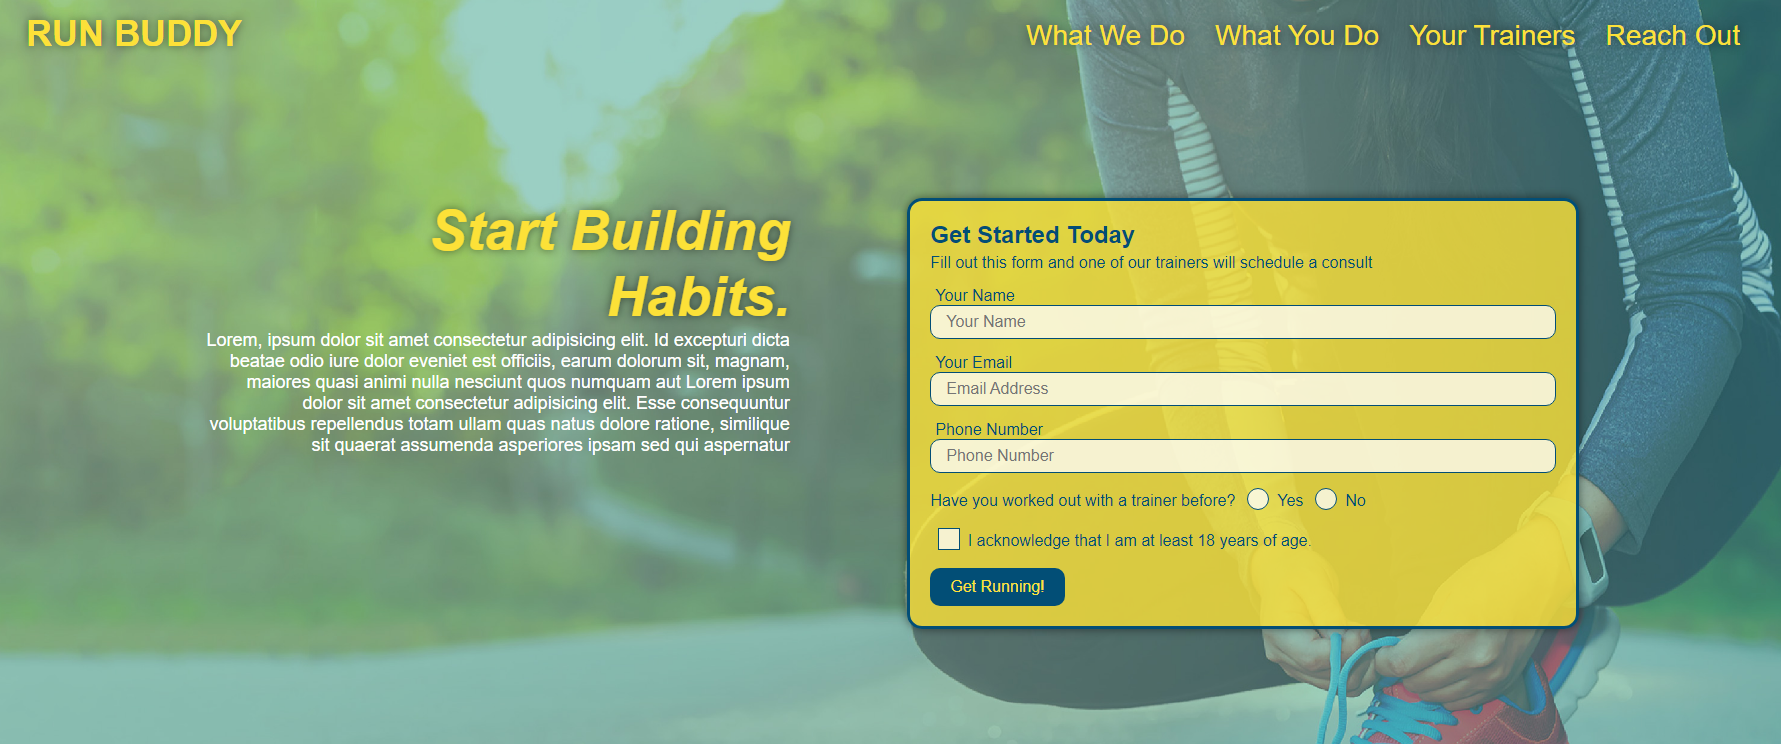 RUN BUDDY
What We Do What You Do Your Trainers Reach Out
Start Building
Habits.
Lorem, ipsum dolor sit amet consectetur adipisicing elit. Id excepturi dicta
beatae odio iure dolor eveniet est officiis, earum dolorum sit, magnam,
maiores quasi animi nulla nesciunt quos numquam aut Lorem ipsum
dolor sit amet consectetur adipisicing elit. Esse consequuntur
voluptatibus repellendus totam ullam quas natus dolore ratione, similique
sit quaerat assumenda asperiores ipsam sed qui aspernatur
Get Started Today
Fill out this form and one of our trainers will schedule a consult
Your Name
Your Name
Your Email
Email Address
Phone Number
Phone Number
Have you worked out with a trainer before? Yes No
I acknowledge that I am at least 18 years of age.
Get Running!